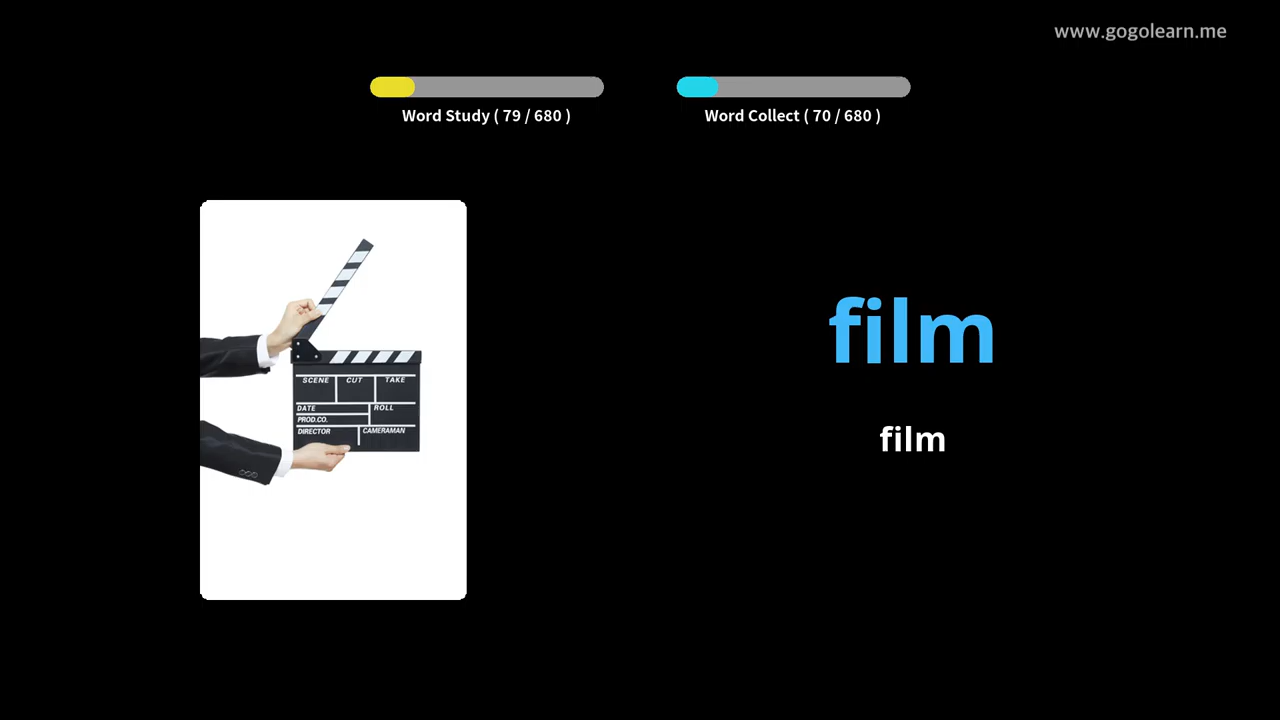 www.gogolearn.me
Word Study ( 79 / 680 )
Word Collect ( 70 / 680 )
SCENE CUT TAKE
DATE ROLL
PROD.CO.
DIRECTOR CAMERAMAN
film
film